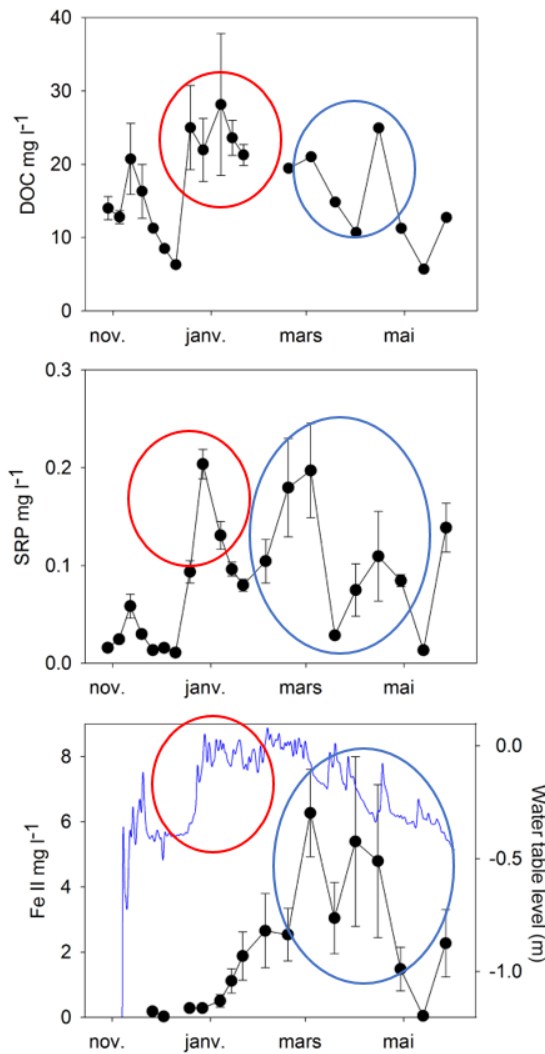 40
30
20
10
0
DOC mg l-1
nov. janv. mars mai
0.3
0.2
0.1
0.0
SRP mg l-1
nov. janv. mars mai
8
6
4
2
0
Fe II mg l-1
0.0
-0.5
-1.0
Water table level (m)
nov. janv. mars mai